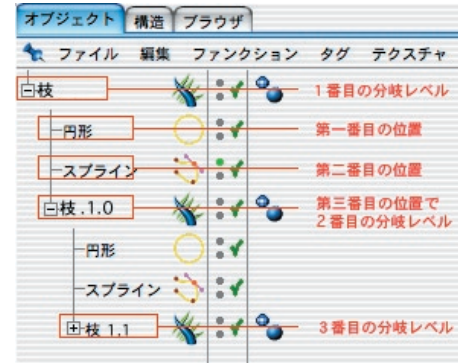 オブジェクト 構造 ブラウザ
ファイル 編集 ファンクション タグ テクスチャ
枝 1番目の分岐レベル
円形 第一番目の位置
スプライン 第二番目の位置
枝.1.0 第三番目の位置で
2番目の分岐レベル
円形
スプライン
枝 1.1 3番目の分岐レベル